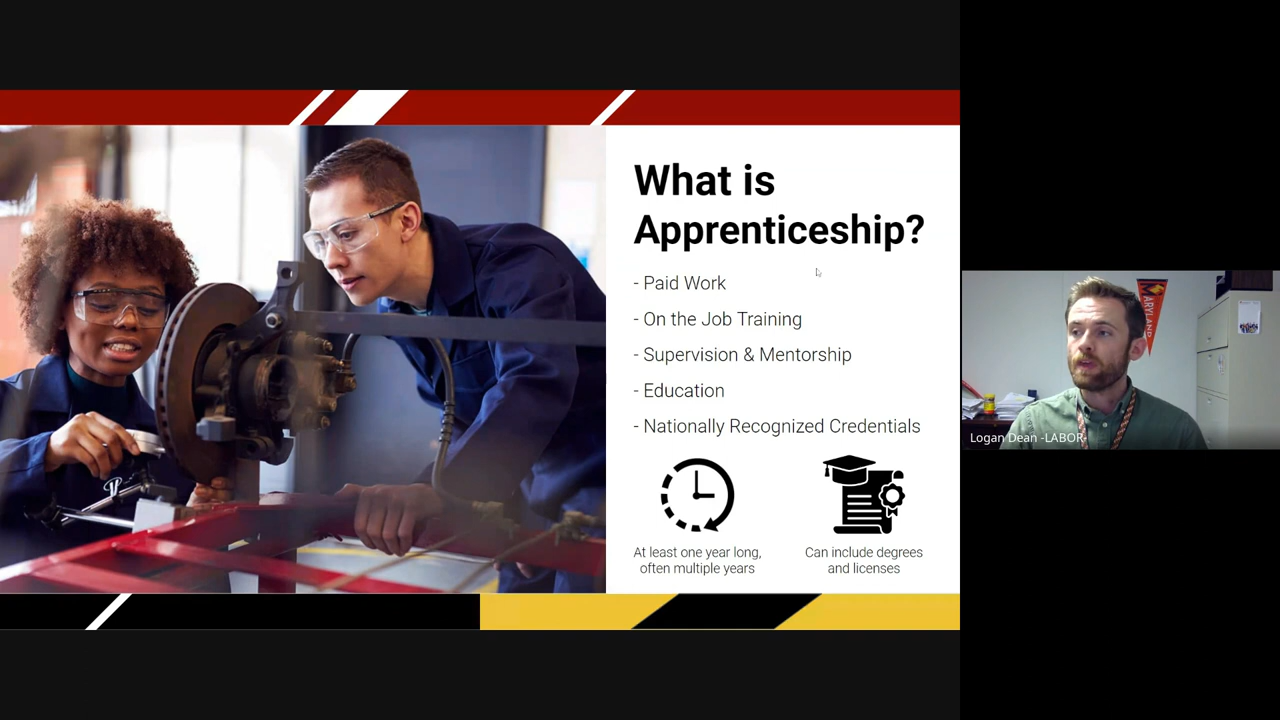 What is
Apprenticeship?
- Paid Work
- On the Job Training
- Supervision & Mentorship
- Education
- Nationally Recognized Credentials
At least one year long,
often multiple years
Can include degrees
and licenses
ARYLAND
Logan Dean -LABOR-